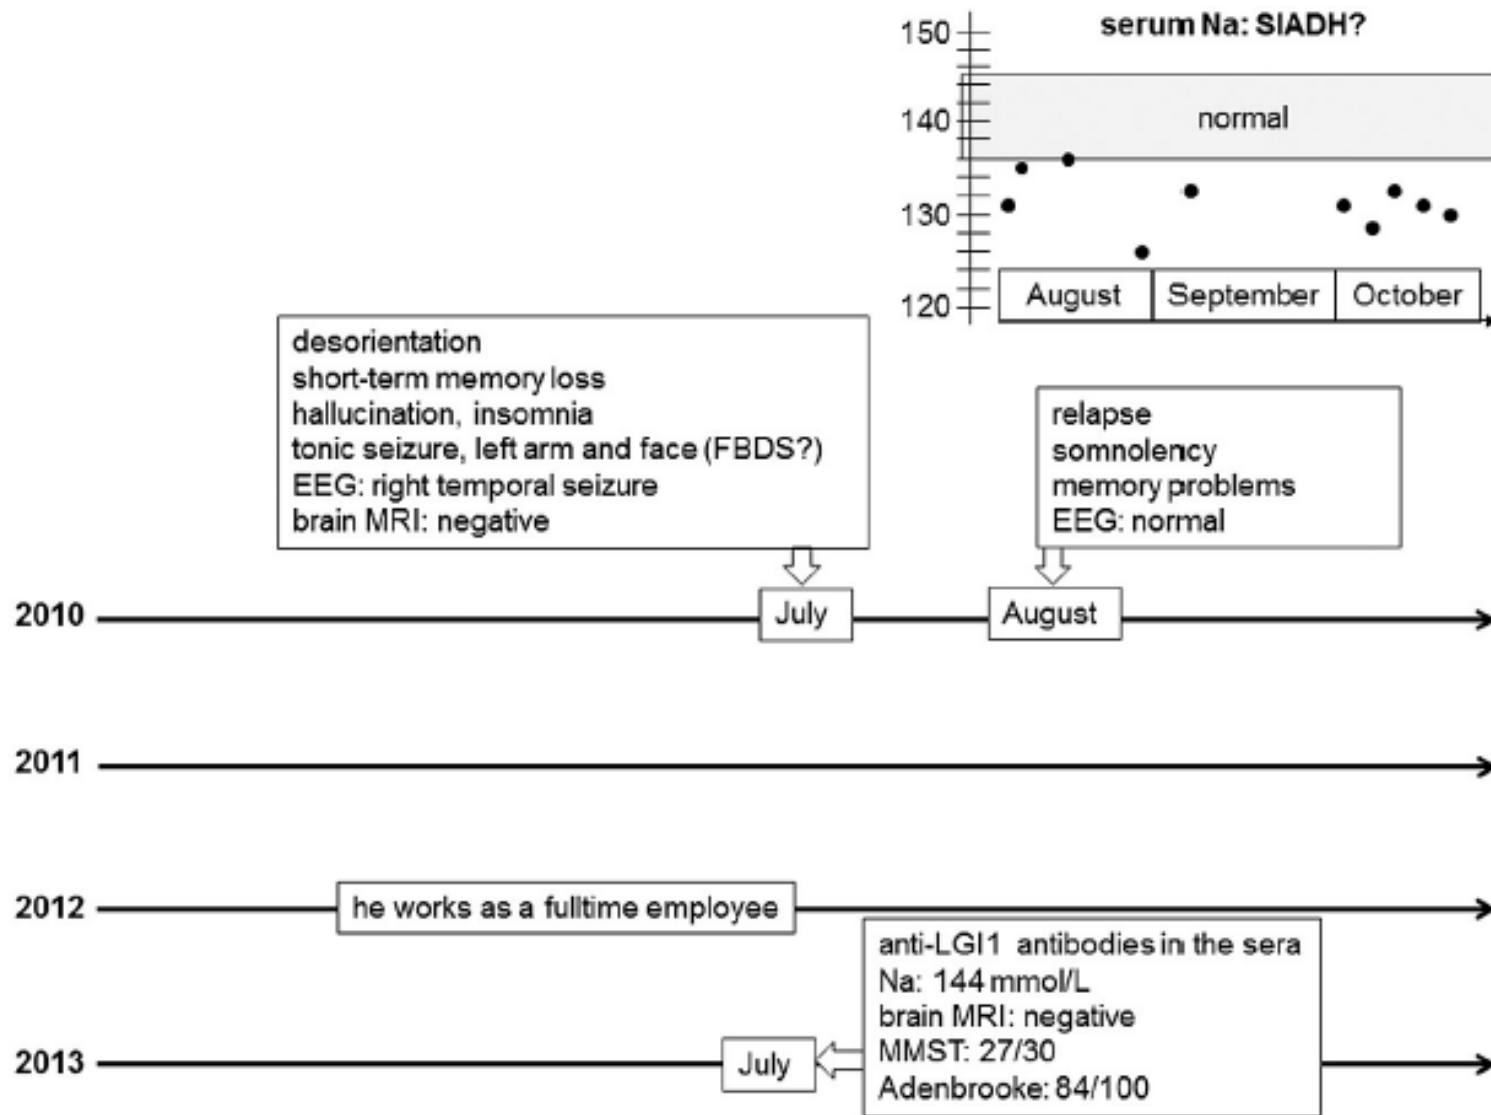 serum Na: SIADH?
150
140
130
120
normal
August
September
October
desorientation
short-term memory loss
hallucination, insomnia
tonic seizure, left arm and face (FBDS?)
EEG: right temporal seizure
brain MRI: negative
relapse
somnolency
memory problems
EEG: normal
2010
July
August
2011
2012
he works as a fulltime employee
anti-LGI1 antibodies in the sera
Na: 144 mmol/L
brain MRI: negative
MMST: 27/30
Adenbrooke: 84/100
2013
July